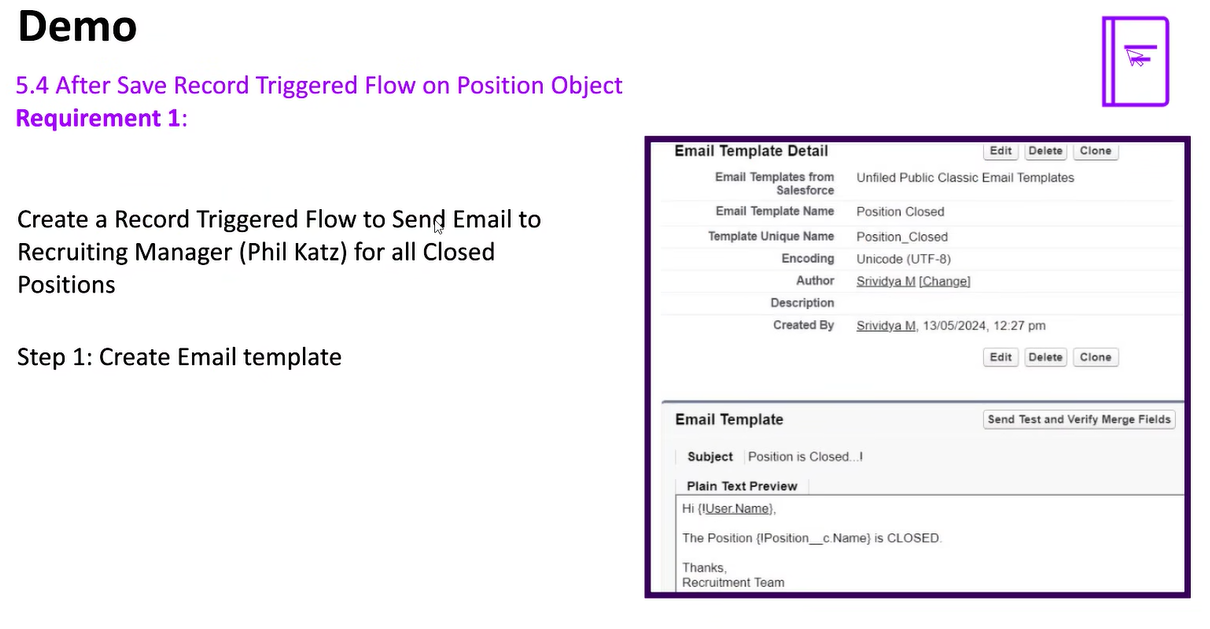 Demo
5.4 After Save Record Triggered Flow on Position Object
Requirement 1:
Create a Record Triggered Flow to Send Email to
Recruiting Manager (Phil Katz) for all Closed
Positions
Step 1: Create Email template
Email Template Detail
Edit Delete Clone
Email Templates from
Salesforce
Unfiled Public Classic Email Templates
Email Template Name Position Closed
Template Unique Name Position_Closed
Encoding Unicode (UTF-8)
Author Srividya M [Change]
Description
Created By Srividya M, 13/05/2024, 12:27 pm
Edit Delete Clone
Email Template
Send Test and Verify Merge Fields
Subject Position is Closed...!
Plain Text Preview
Hi {!User.Name},
The Position {!Position__c.Name} is CLOSED.
Thanks,
Recruitment Team